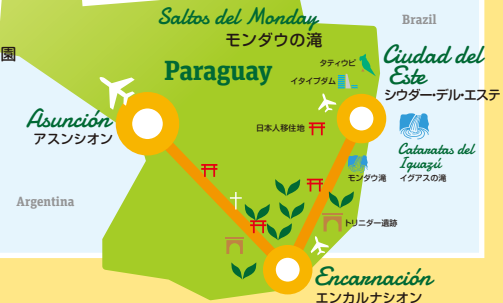 Saltos del Monday
モンダウの滝
Brazil
園
Paraguay
タティウピ
イタイプダム
Ciudad del
Este
シウダー・デル・エステ
Asunción
アスンシオン
日本人移住地
Cataratas del
Iguazú
イグアスの滝
モンダウ滝
Argentina
トリニダー遺跡
Encarnación
エンカルナシオン